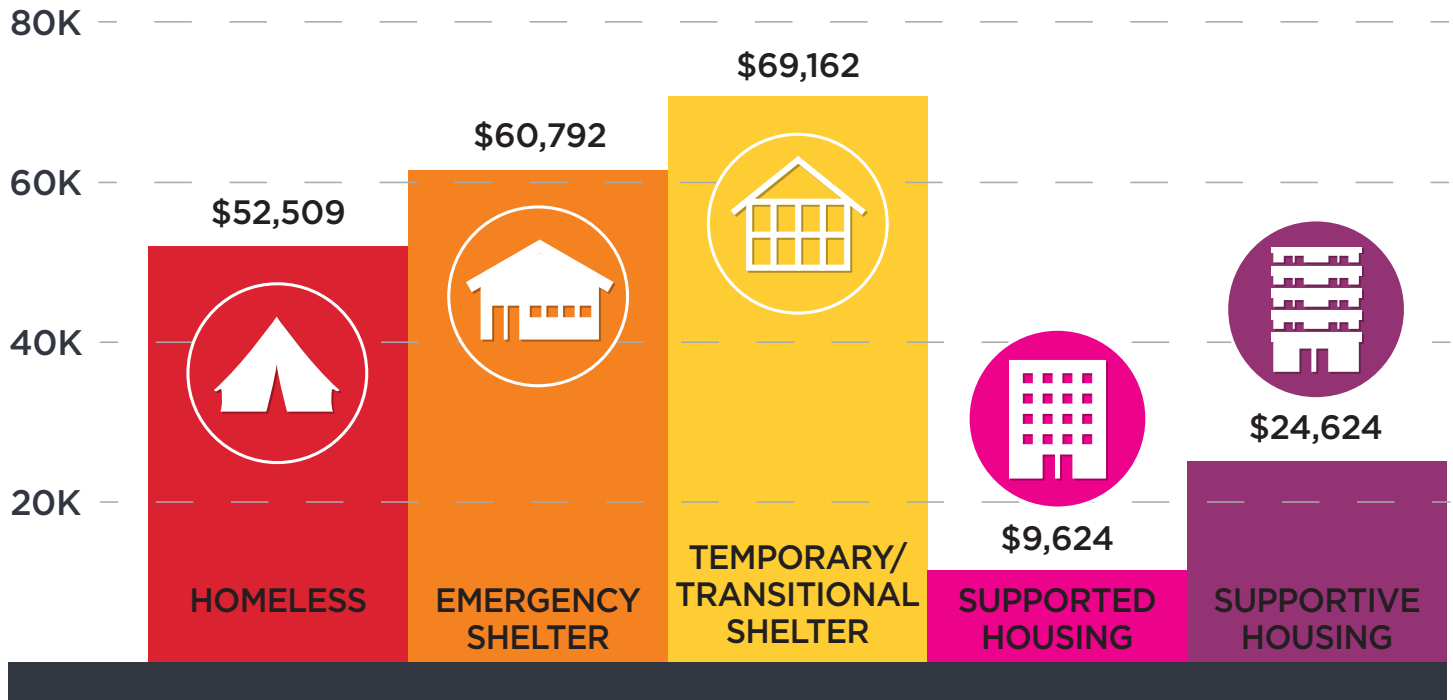 80K
60K
40K
20K
$52,509
$60,792
$69,162
$9,624
$24,624
HOMELESS
EMERGENCY
SHELTER
TEMPORARY/
TRANSITIONAL
SHELTER
SUPPORTED
HOUSING
SUPPORTIVE
HOUSING